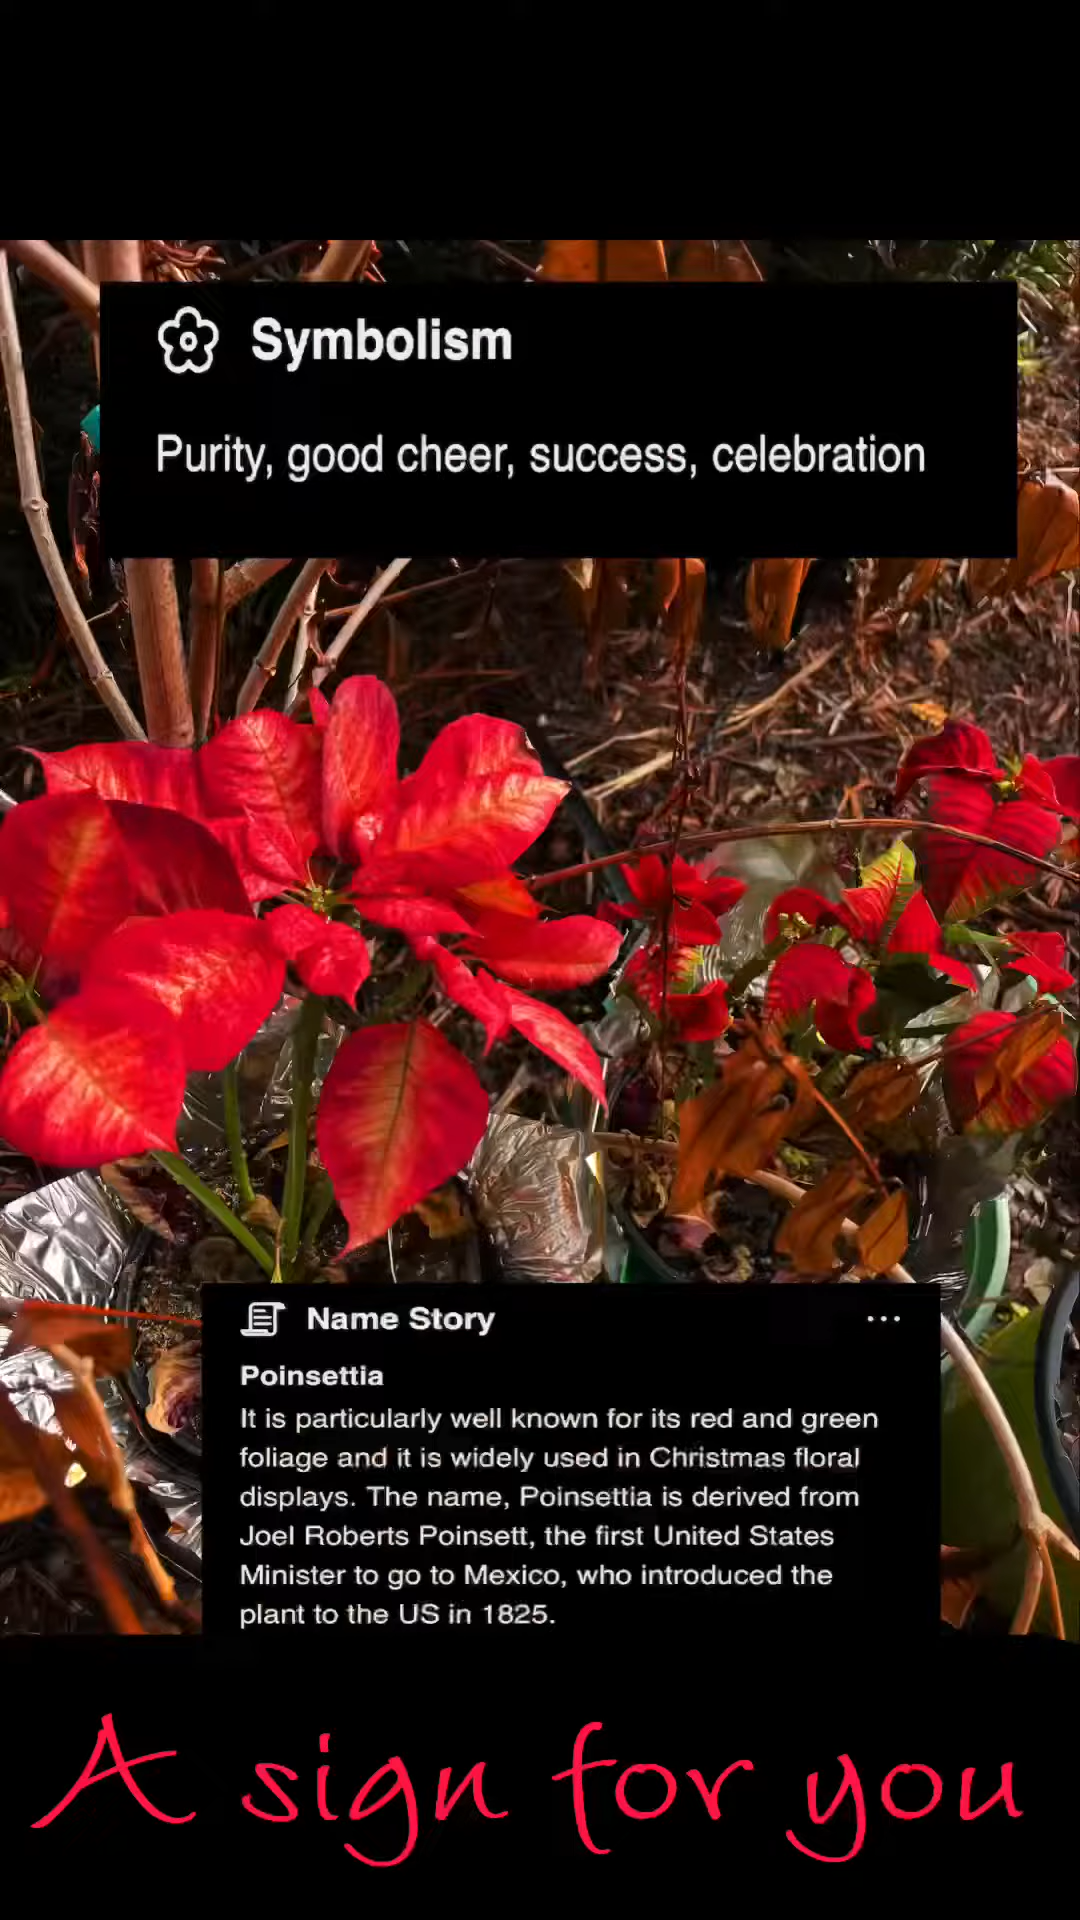 Symbolism
Purity, good cheer, success, celebration
Name Story
Poinsettia
It is particularly well known for its red and green
foliage and it is widely used in Christmas floral
displays. The name, Poinsettia is derived from
Joel Roberts Poinsett, the first United States
Minister to go to Mexico, who introduced the
plant to the US in 1825.
A sign for you